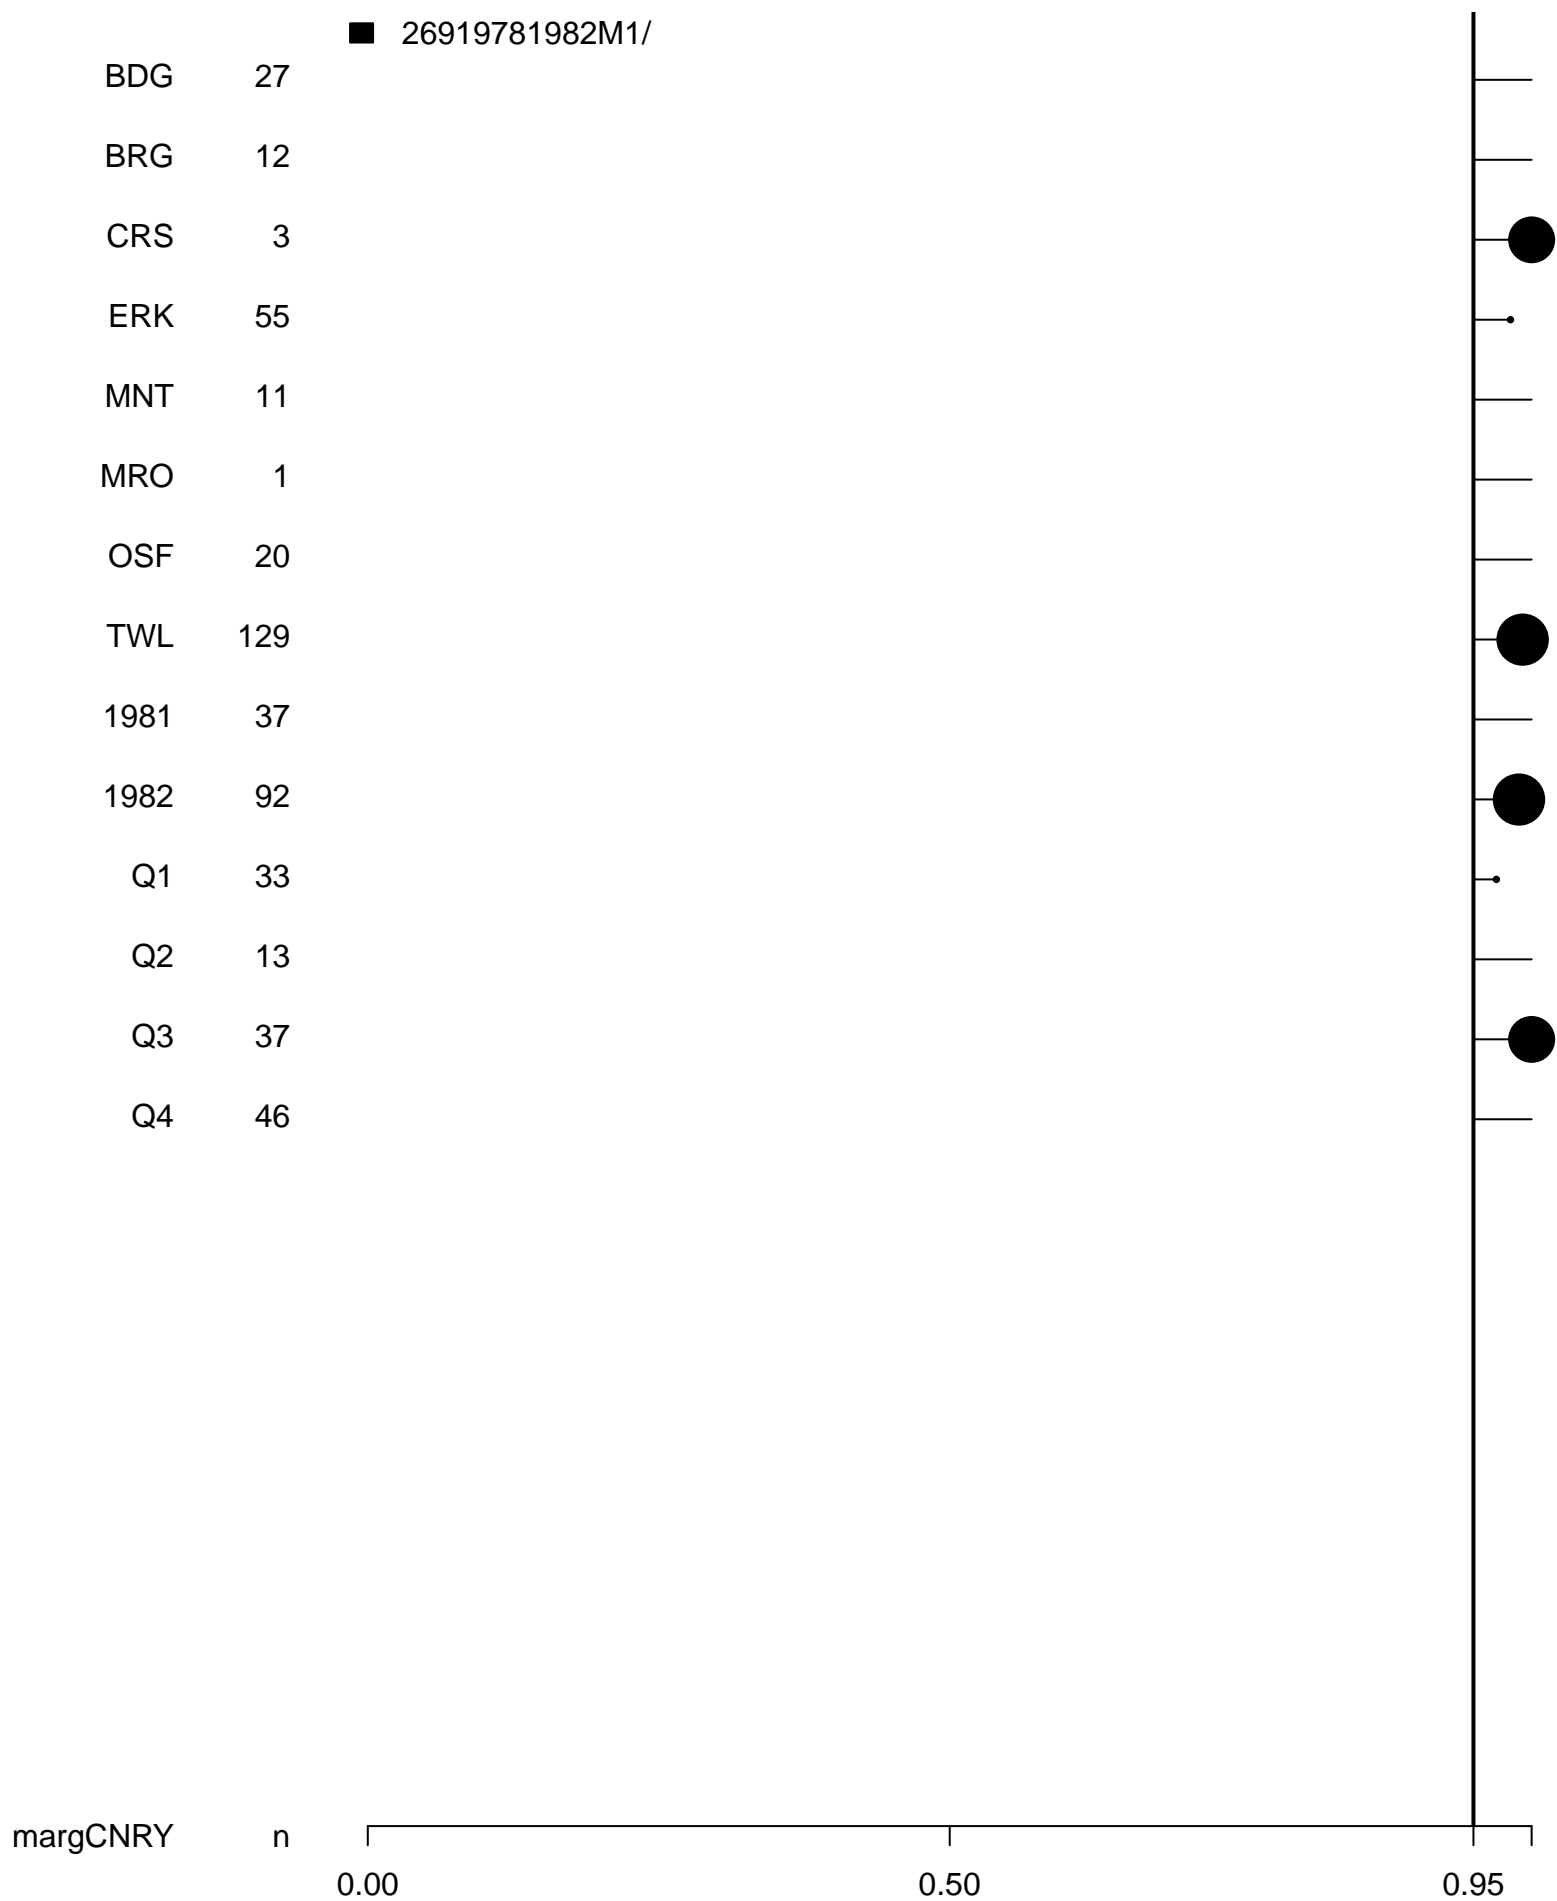 26919781982M1/
BDG 27
BRG 12
CRS 3
ERK 55
MNT 11
MRO 1
OSF 20
TWL 129
1981 37
1982 92
Q1 33
Q2 13
Q3 37
Q4 46
margCNRY n
0.00 0.50 0.95